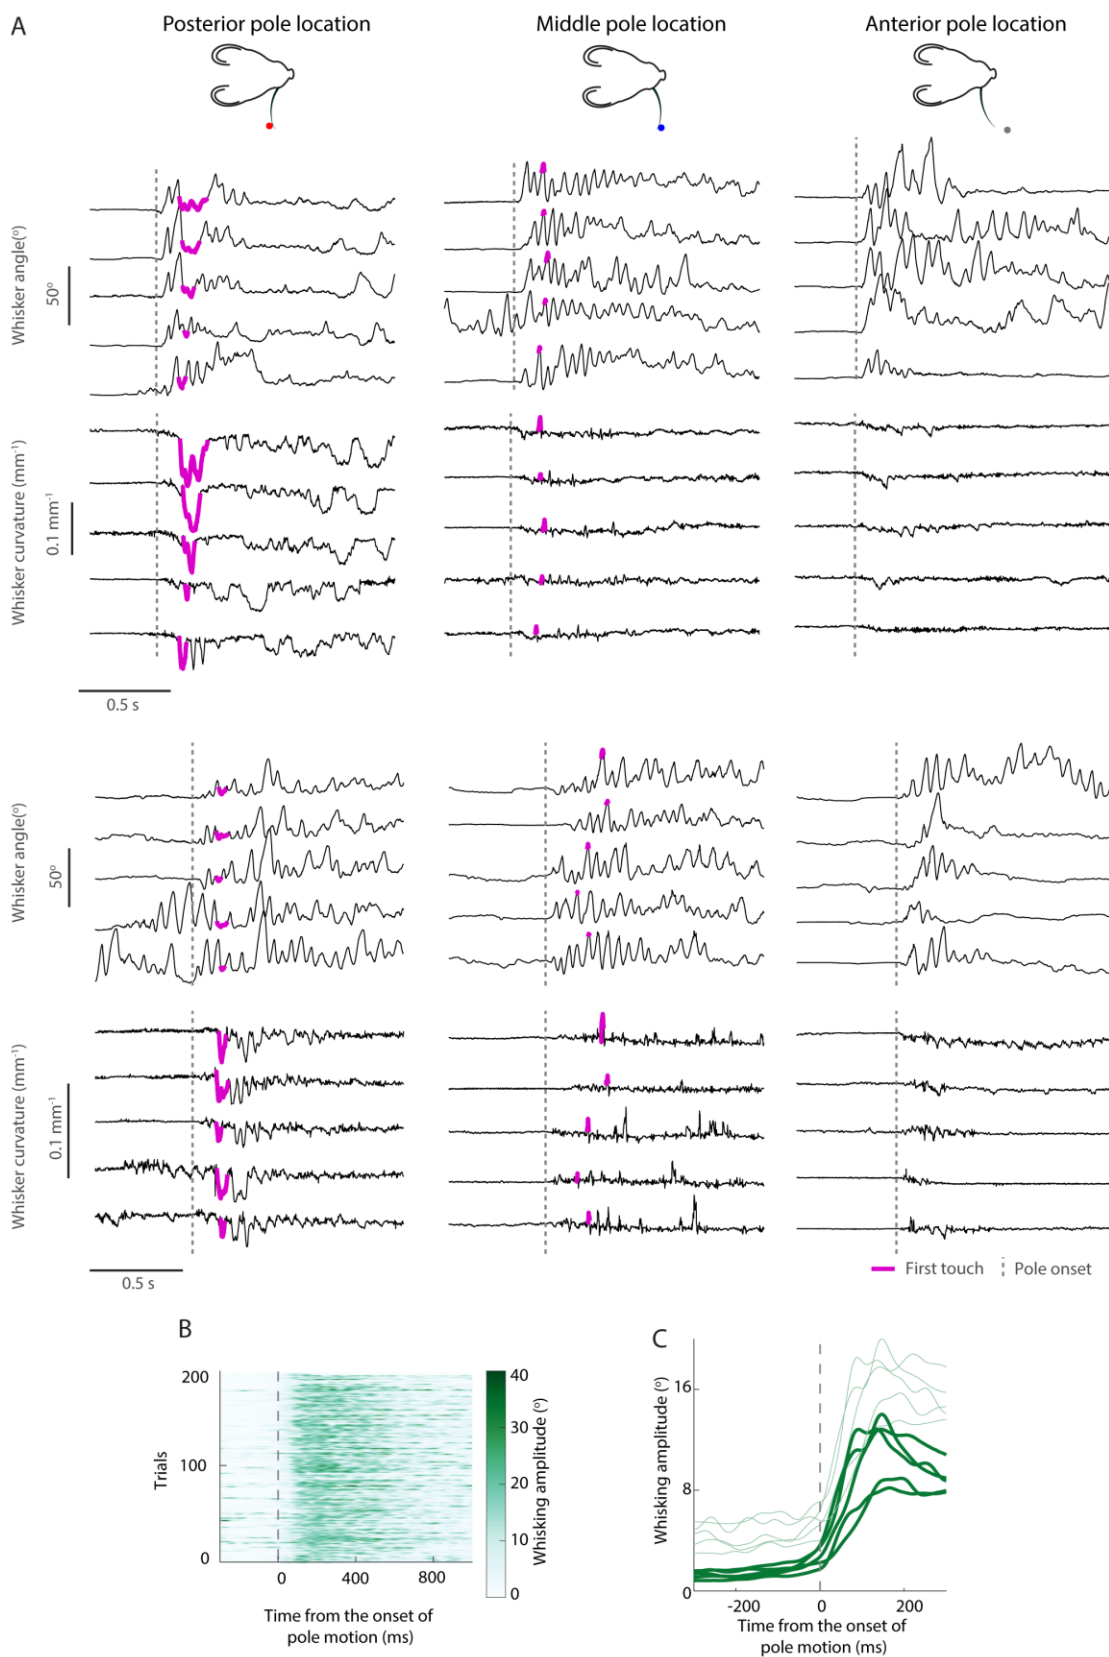 A
Posterior pole location
Middle pole location
Anterior pole location
Whisker angle(º)
50º
Whisker curvature (mm⁻¹)
0.1 mm⁻¹
0.5 s
Whisker angle(º)
50º
Whisker curvature (mm⁻¹)
0.1 mm⁻¹
0.5 s
First touch
Pole onset
B
200
100
0
Trials
0
400
800
Time from the onset of
pole motion (ms)
40
30
20
10
0
Whisking amplitude (º)
C
16
8
0
Whisking amplitude (º)
-200
0
200
Time from the onset of
pole motion (ms)